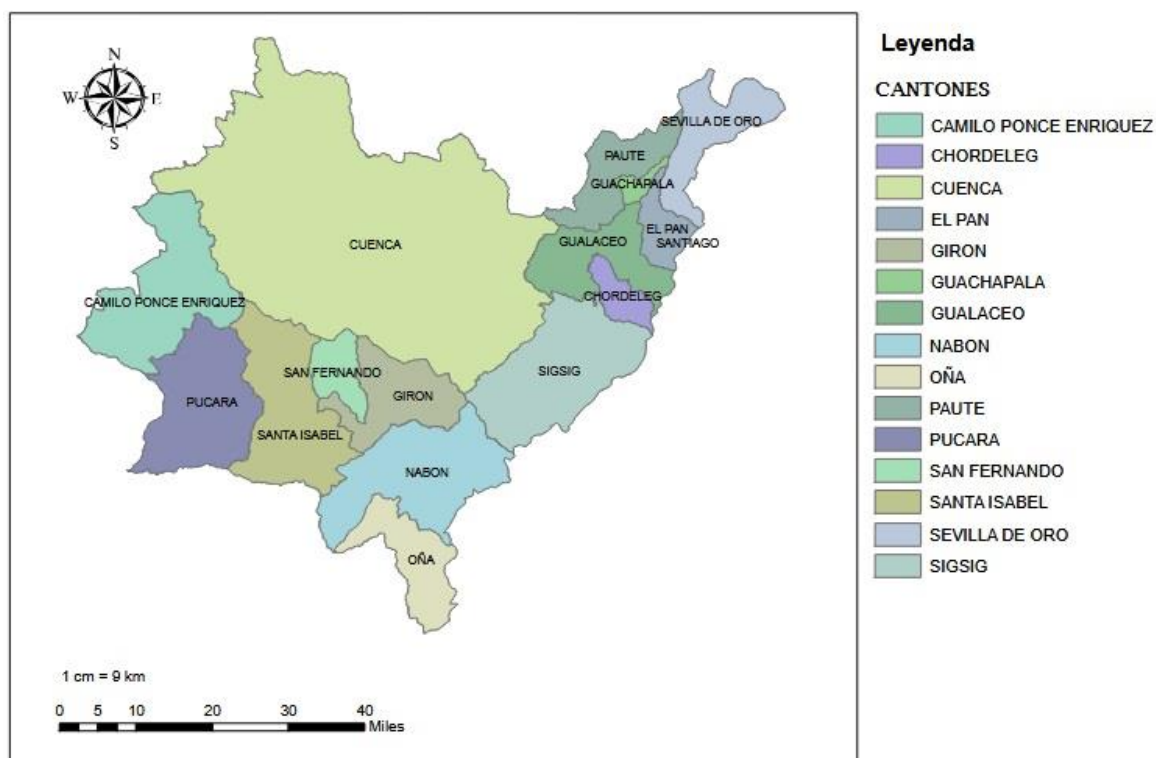 N
W E
S
SEVILLA DE ORO
PAUTE
GUACHAPALA
EL PAN
SANTIAGO
GUALACEO
CUENCA
CHORDELEG
CAMILO PONCE ENRIQUEZ
SAN FERNANDO
SIGSIG
GIRON
PUCARA
SANTA ISABEL
NABON
OÑA
1 cm = 9 km
0 5 10 20 30 40
Miles
Leyenda
CANTONES
CAMILO PONCE ENRIQUEZ
CHORDELEG
CUENCA
EL PAN
GIRON
GUACHAPALA
GUALACEO
NABON
OÑA
PAUTE
PUCARA
SAN FERNANDO
SANTA ISABEL
SEVILLA DE ORO
SIGSIG